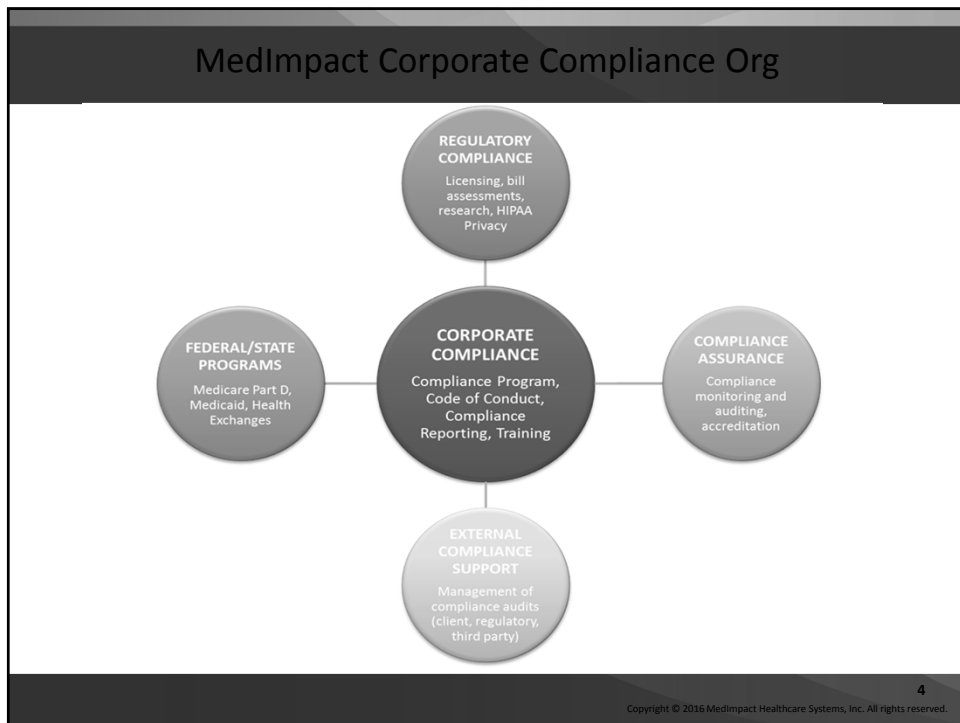 MedImpact Corporate Compliance Org
REGULATORY
COMPLIANCE
Licensing, bill
assessments,
research, HIPAA
Privacy
FEDERAL/STATE
PROGRAMS
Medicare Part D,
Medicaid, Health
Exchanges
CORPORATE
COMPLIANCE
Compliance Program,
Code of Conduct,
Compliance
Reporting, Training
COMPLIANCE
ASSURANCE
Compliance
monitoring and
auditing,
accreditation
EXTERNAL
COMPLIANCE
SUPPORT
Management of
compliance audits
(client, regulatory,
third party)
4
Copyright © 2016 MedImpact Healthcare Systems, Inc. All rights reserved.